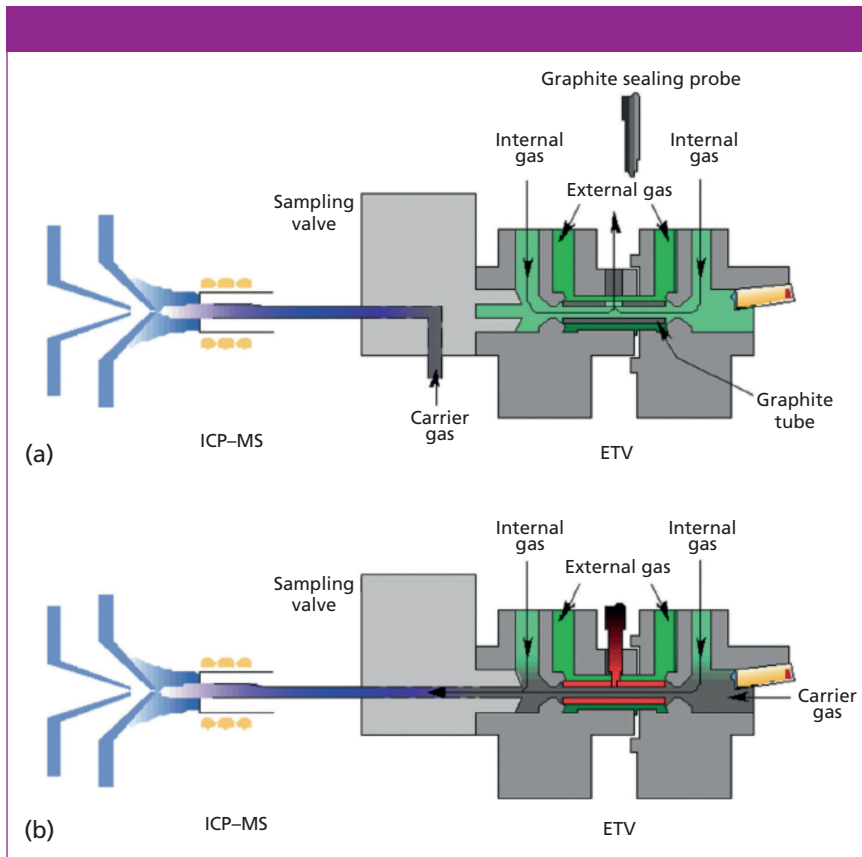 Graphite sealing probe
Internal
gas
Internal
gas
External gas
Sampling
valve
Carrier
gas
Graphite
tube
(a)
ICP–MS
ETV
Internal
gas
Internal
gas
External gas
Sampling
valve
Carrier
gas
(b)
ICP–MS
ETV